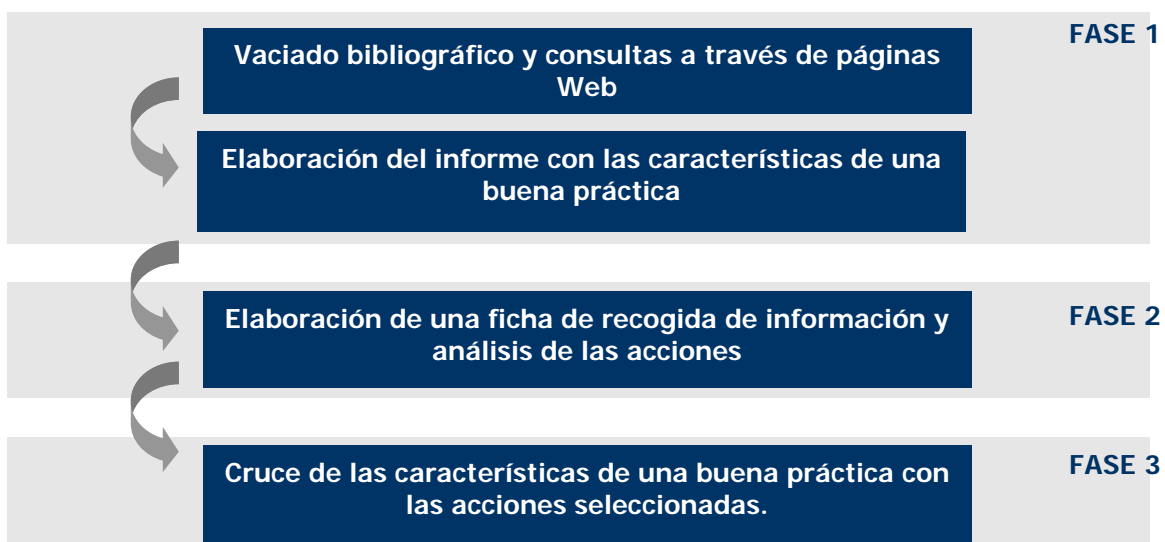 FASE 1
Vaciado bibliográfico y consultas a través de páginas
Web
Elaboración del informe con las características de una
buena práctica
FASE 2
Elaboración de una ficha de recogida de información y
análisis de las acciones
FASE 3
Cruce de las características de una buena práctica con
las acciones seleccionadas.